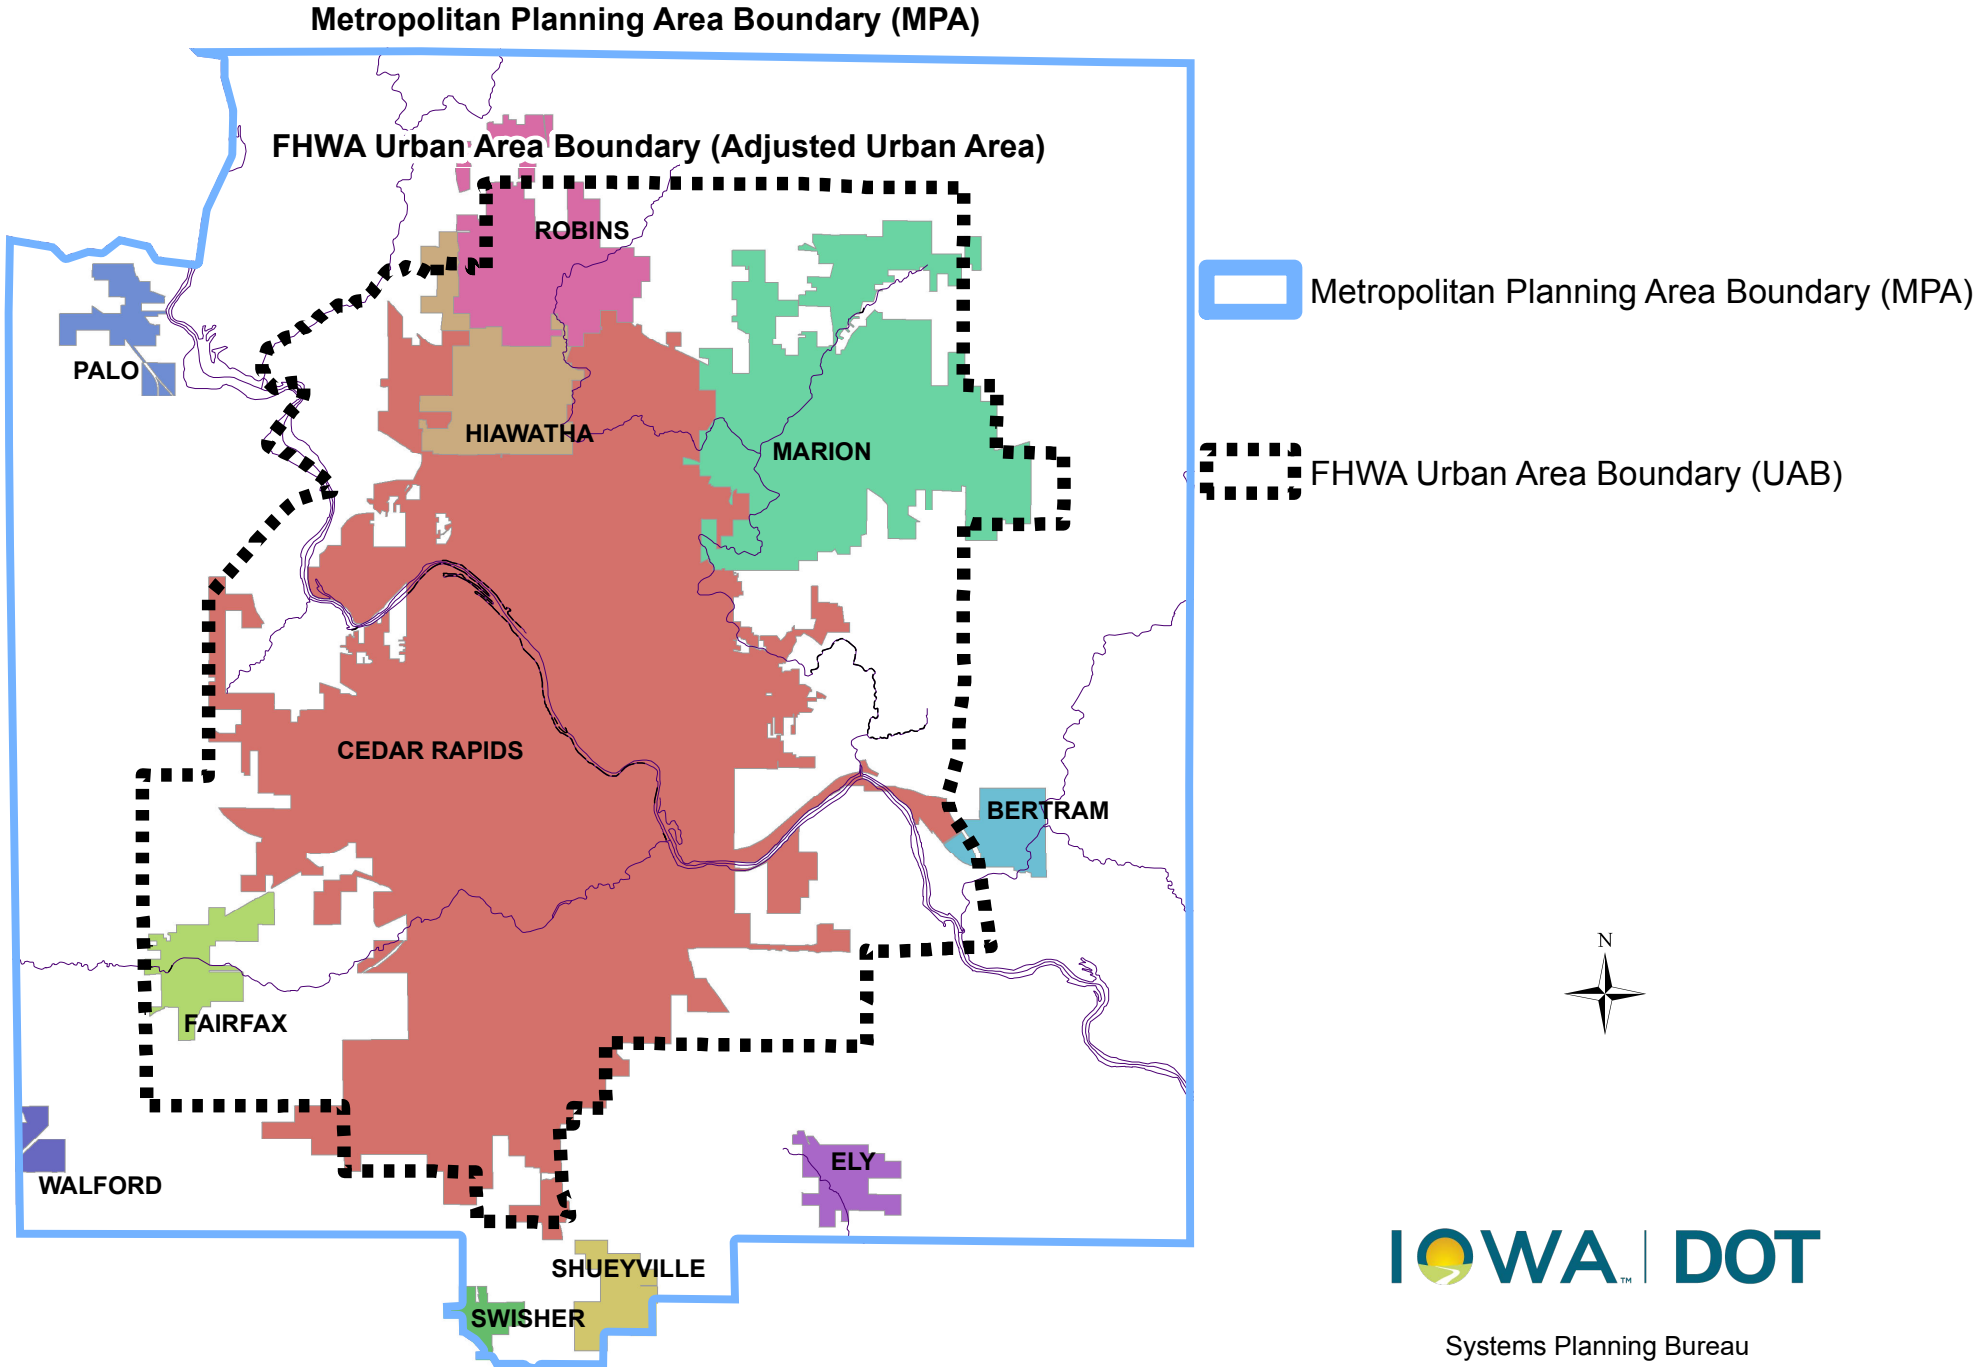 Metropolitan Planning Area Boundary (MPA)
FHWA Urban Area Boundary (Adjusted Urban Area)
ROBINS
Metropolitan Planning Area Boundary (MPA)
PALO
HIAWATHA
MARION
FHWA Urban Area Boundary (UAB)
CEDAR RAPIDS
BERTRAM
N
FAIRFAX
ELY
WALFORD
SHUEYVILLE
SWISHER
IOWA™ | DOT
Systems Planning Bureau